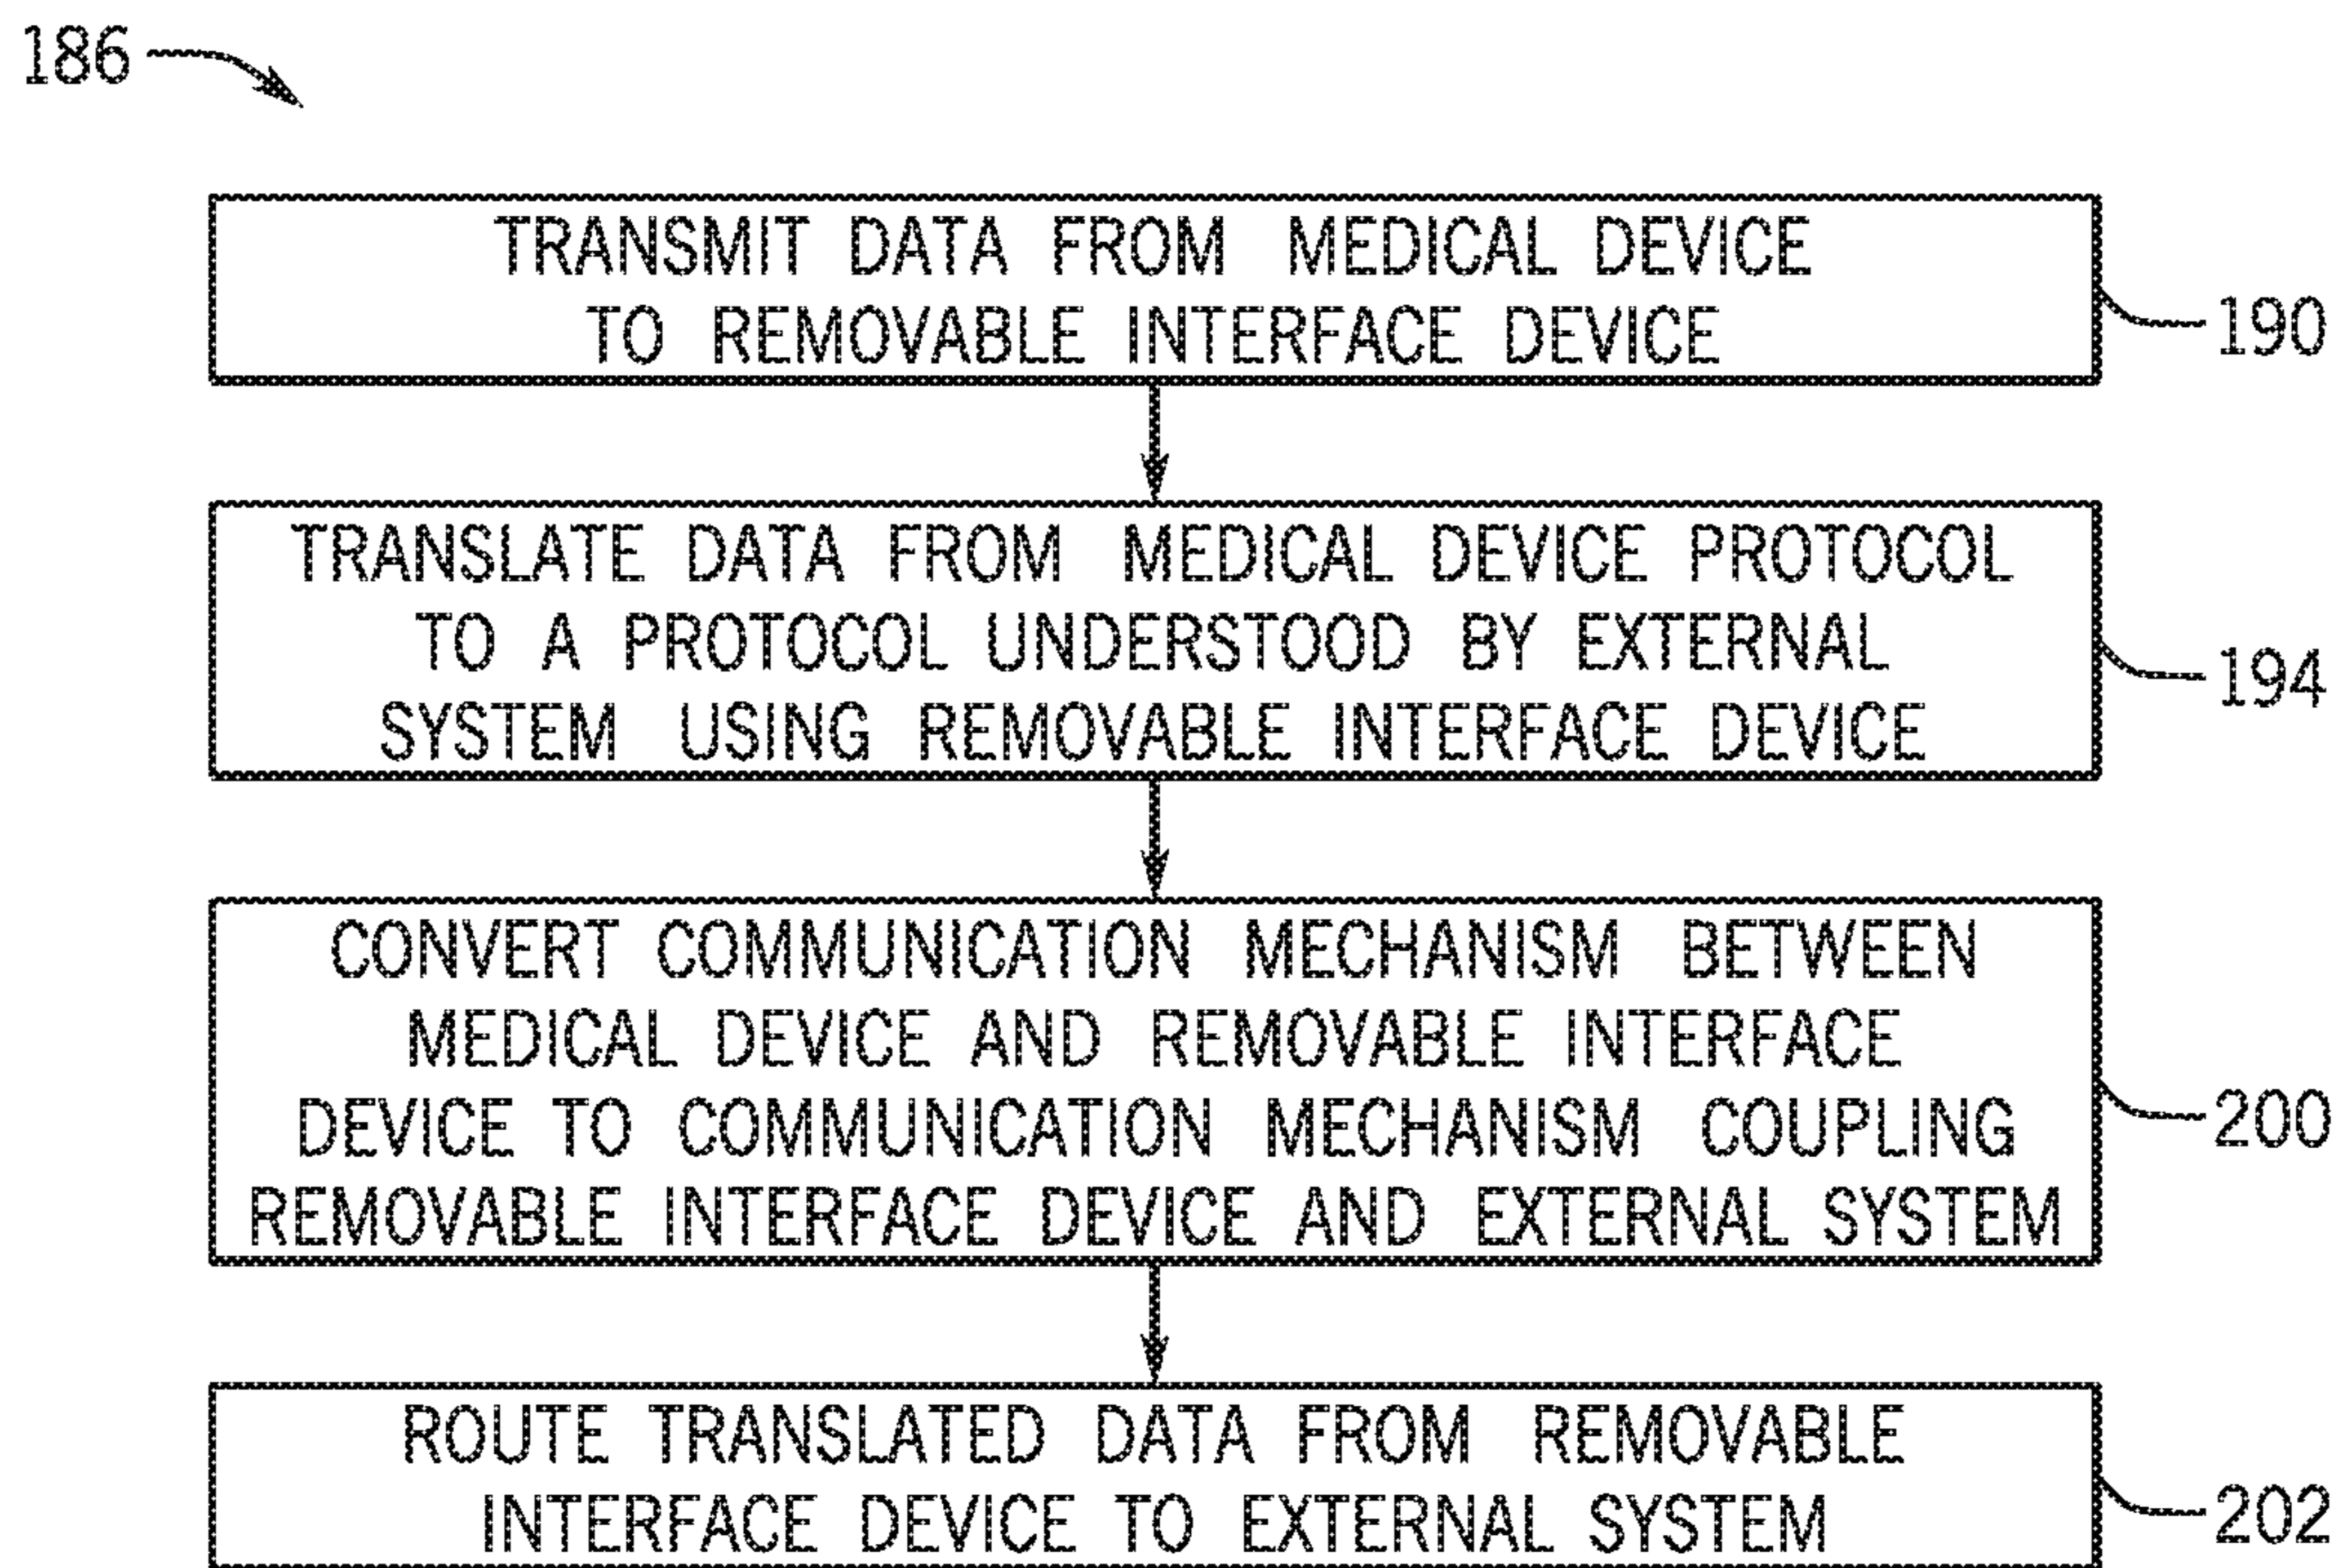 186
TRANSMIT DATA FROM MEDICAL DEVICE
TO REMOVABLE INTERFACE DEVICE
190
TRANSLATE DATA FROM MEDICAL DEVICE PROTOCOL
TO A PROTOCOL UNDERSTOOD BY EXTERNAL
SYSTEM USING REMOVABLE INTERFACE DEVICE
194
CONVERT COMMUNICATION MECHANISM BETWEEN
MEDICAL DEVICE AND REMOVABLE INTERFACE
DEVICE TO COMMUNICATION MECHANISM COUPLING
REMOVABLE INTERFACE DEVICE AND EXTERNAL SYSTEM
200
ROUTE TRANSLATED DATA FROM REMOVABLE
INTERFACE DEVICE TO EXTERNAL SYSTEM
202